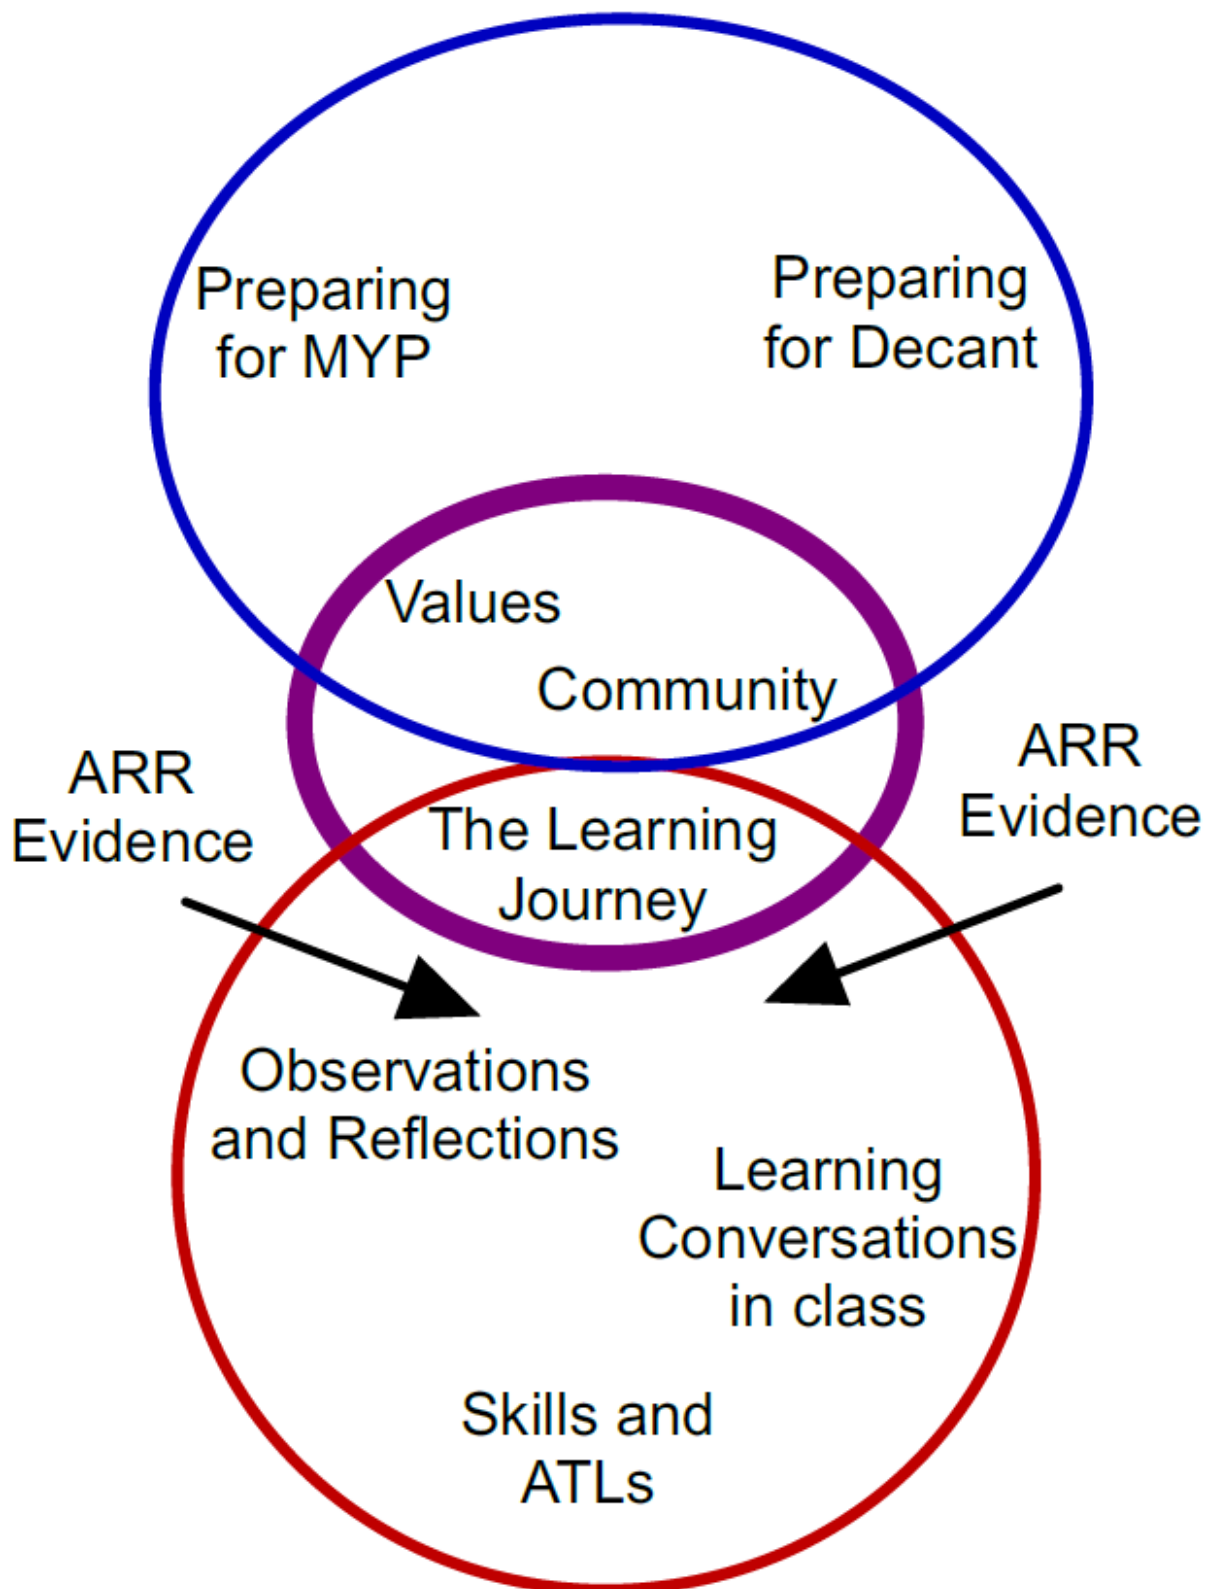 Preparing
for MYP
Preparing
for Decant
Values
Community
ARR
Evidence
ARR
Evidence
The Learning
Journey
Observations
and Reflections
Learning
Conversations
in class
Skills and
ATLs